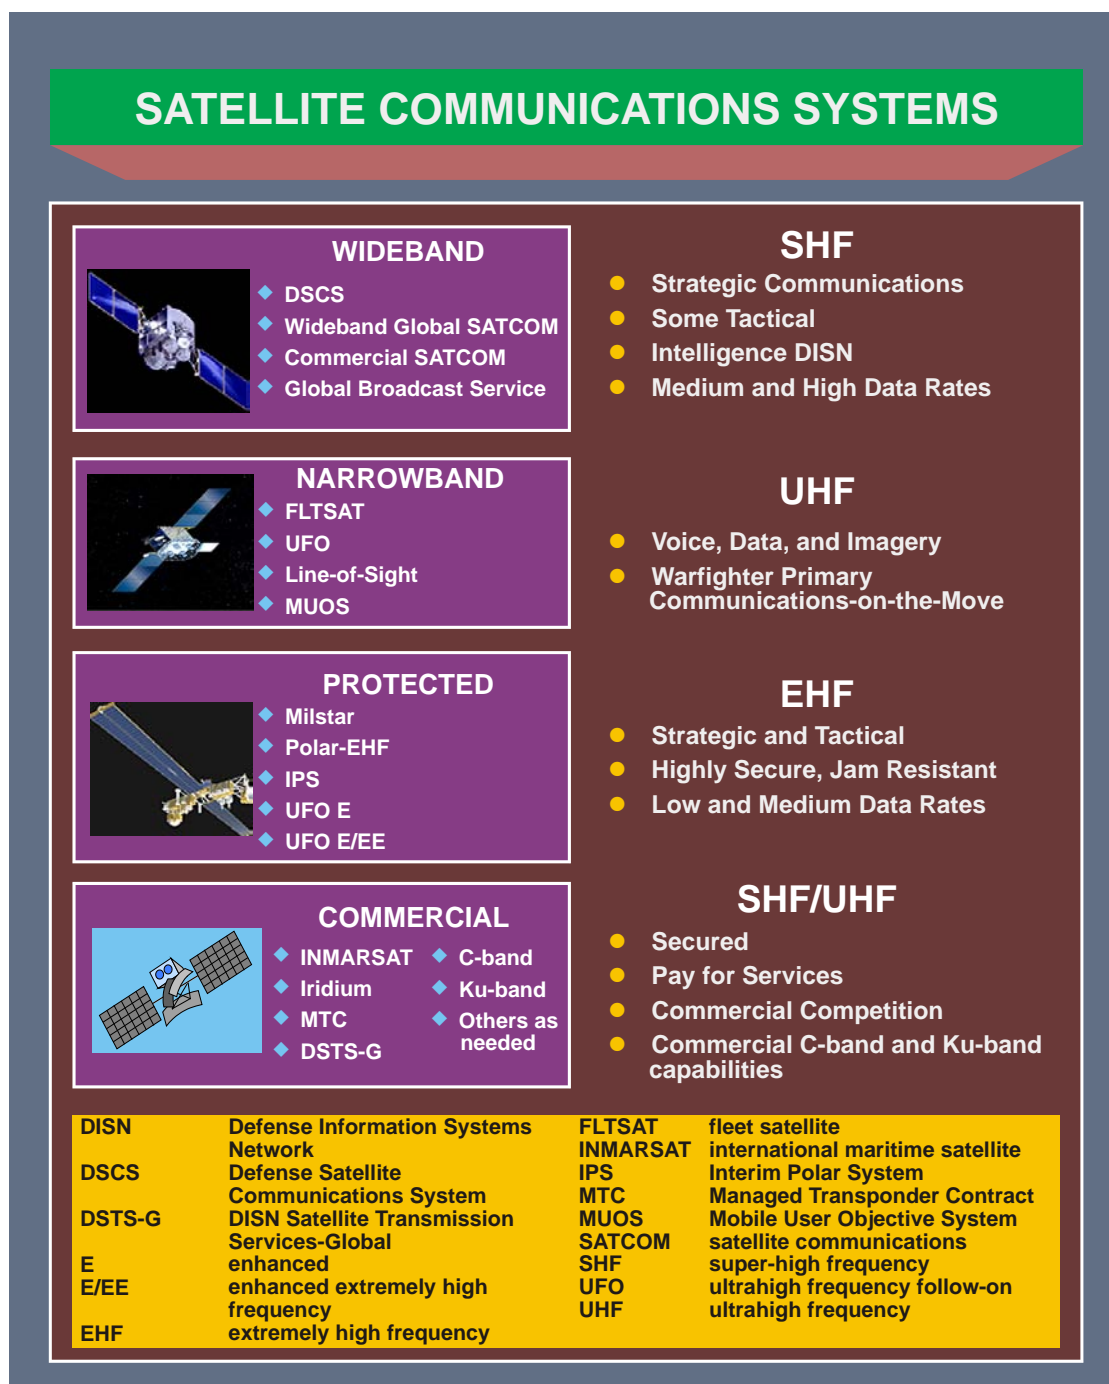 SATELLITE COMMUNICATIONS SYSTEMS
WIDEBAND
DSCS
Wideband Global SATCOM
Commercial SATCOM
Global Broadcast Service
SHF
Strategic Communications
Some Tactical
Intelligence DISN
Medium and High Data Rates
NARROWBAND
FLTSAT
UFO
Line-of-Sight
MUOS
UHF
Voice, Data, and Imagery
Warfighter Primary
Communications-on-the-Move
PROTECTED
Milstar
Polar-EHF
IPS
UFO E
UFO E/EE
EHF
Strategic and Tactical
Highly Secure, Jam Resistant
Low and Medium Data Rates
COMMERCIAL
INMARSAT
Iridium
MTC
DSTS-G
C-band
Ku-band
Others as
needed
SHF/UHF
Secured
Pay for Services
Commercial Competition
Commercial C-band and Ku-band
capabilities
DISN Defense Information Systems
Network
DSCS Defense Satellite
Communications System
DSTS-G DISN Satellite Transmission
Services-Global
E enhanced
E/EE enhanced extremely high
frequency
EHF extremely high frequency
FLTSAT fleet satellite
INMARSAT international maritime satellite
IPS Interim Polar System
MTC Managed Transponder Contract
MUOS Mobile User Objective System
SATCOM satellite communications
SHF super-high frequency
UFO ultrahigh frequency follow-on
UHF ultrahigh frequency